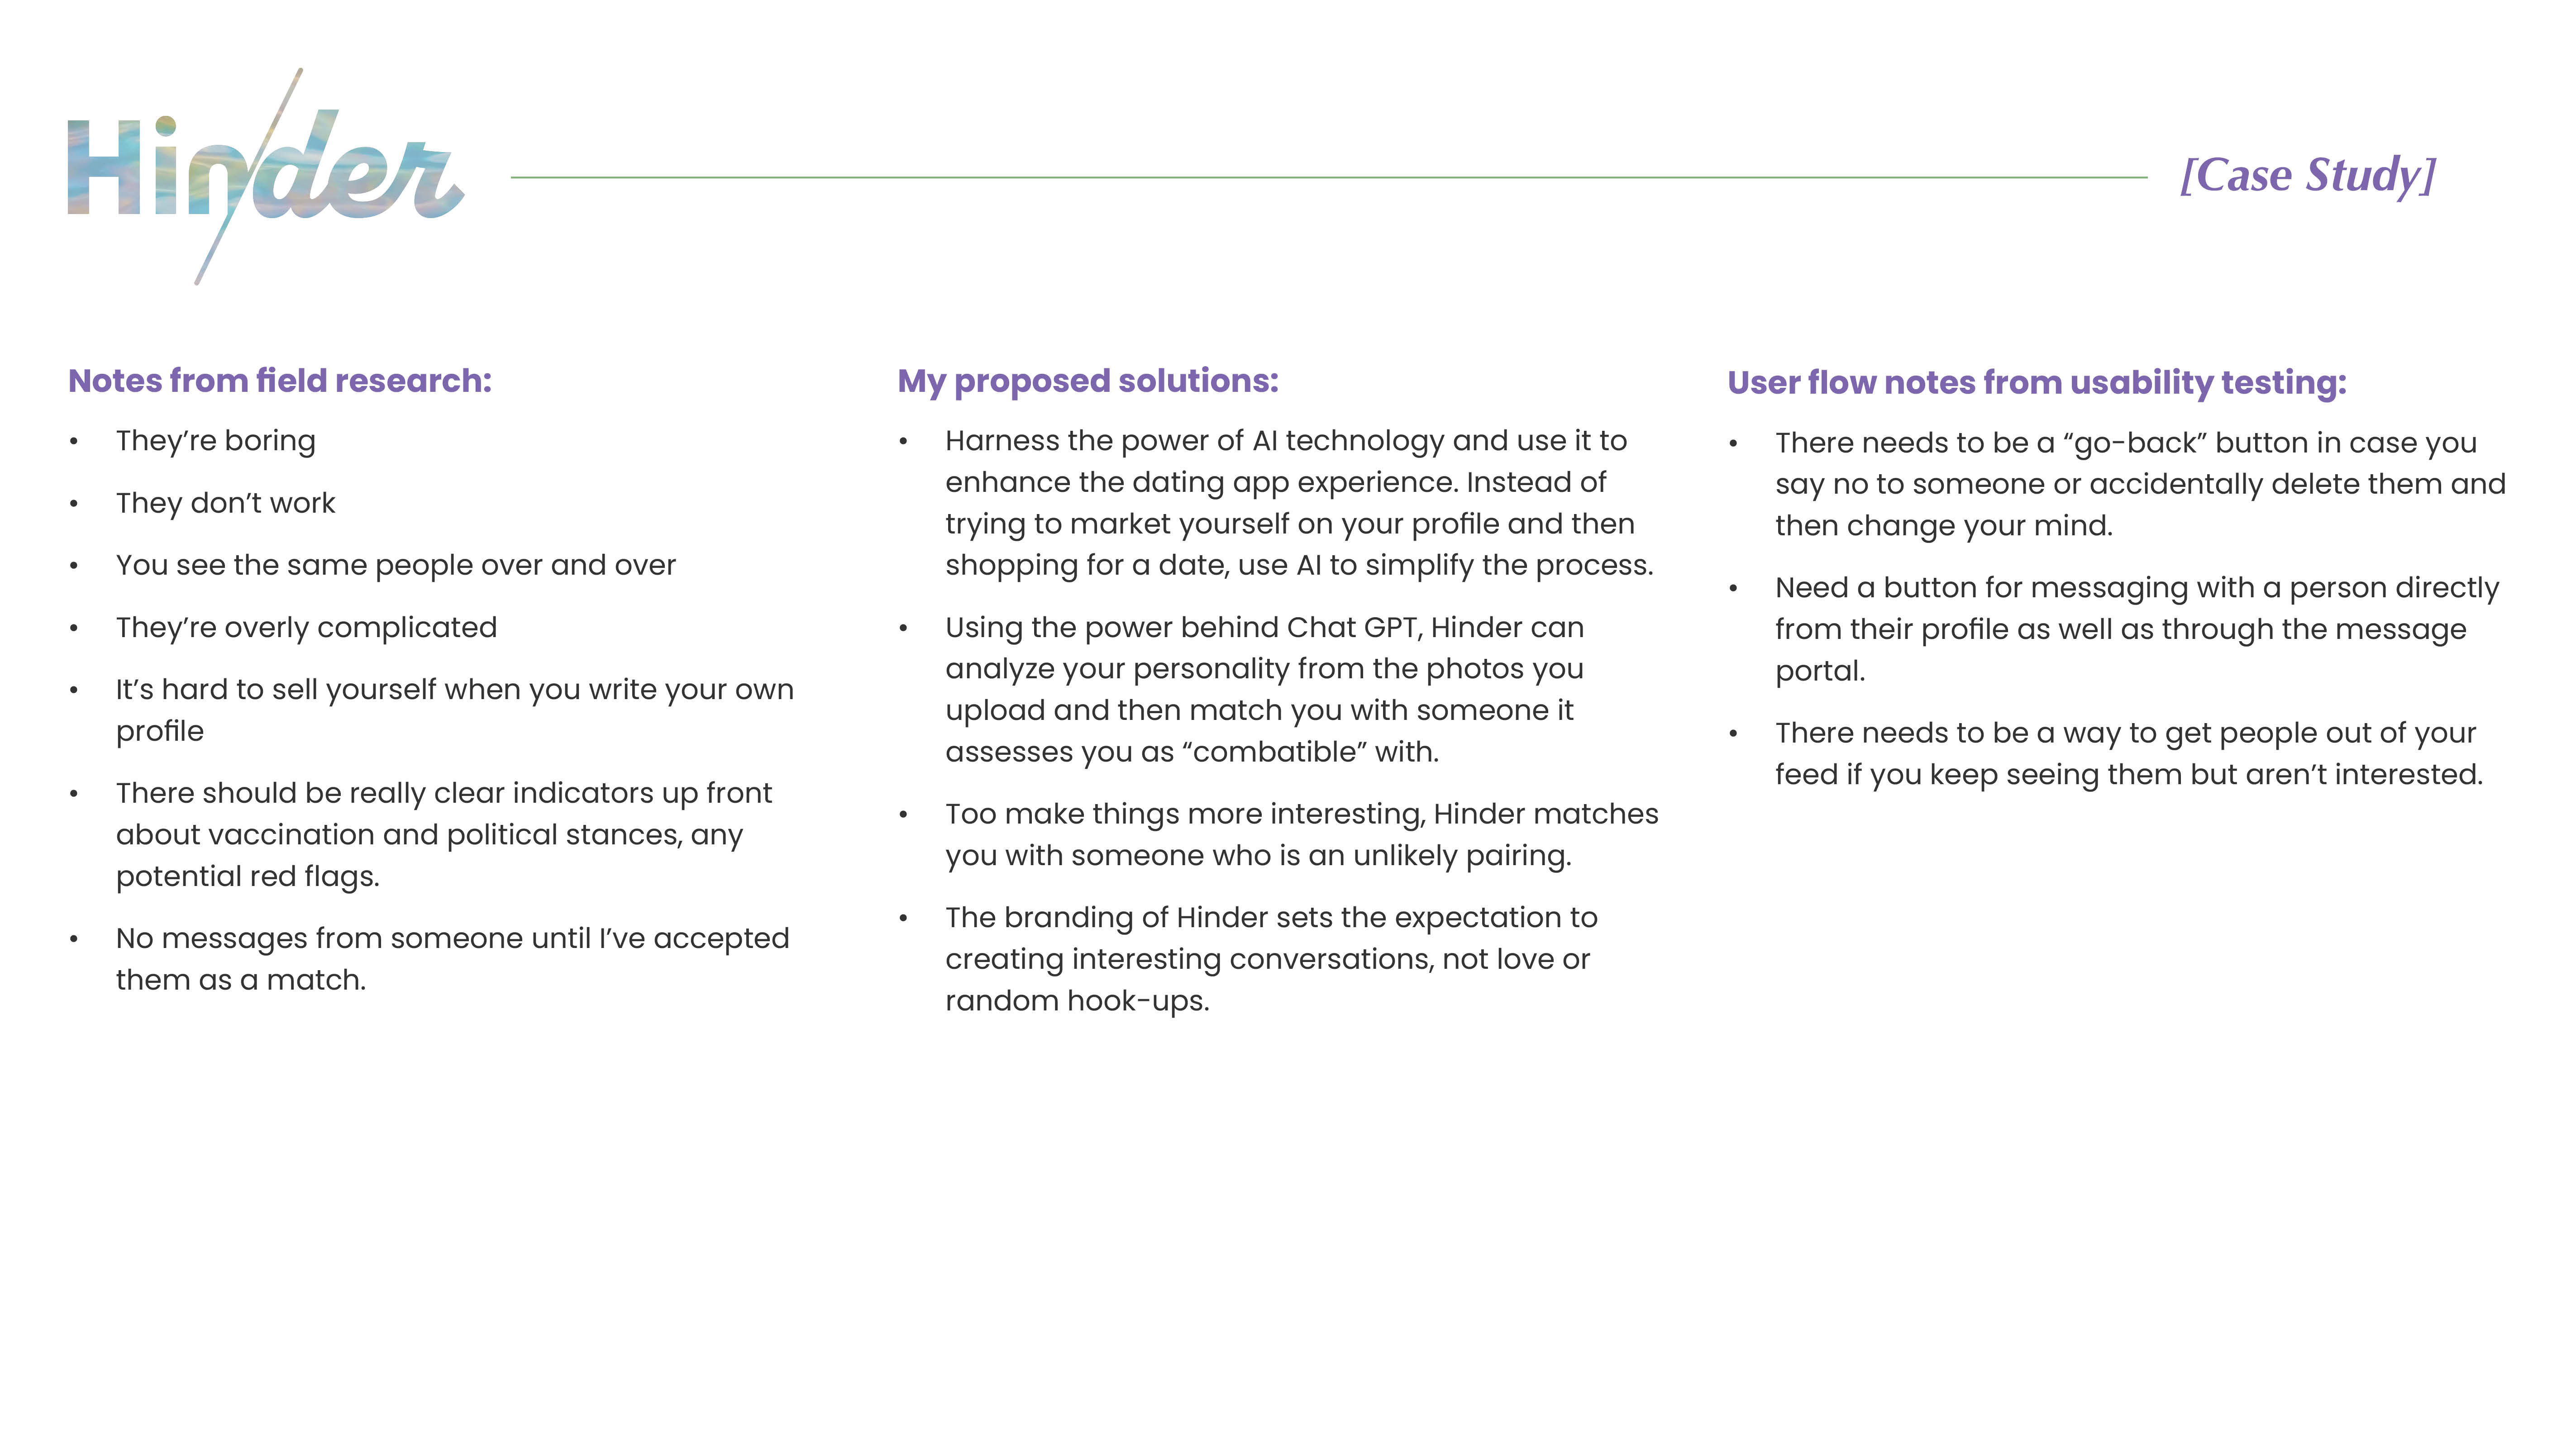 Hinder
[Case Study]
Notes from field research:
• They’re boring
• They don’t work
• You see the same people over and over
• They’re overly complicated
• It’s hard to sell yourself when you write your own
profile
• There should be really clear indicators up front
about vaccination and political stances, any
potential red flags.
• No messages from someone until I’ve accepted
them as a match.
My proposed solutions:
• Harness the power of AI technology and use it to
enhance the dating app experience. Instead of
trying to market yourself on your profile and then
shopping for a date, use AI to simplify the process.
• Using the power behind Chat GPT, Hinder can
analyze your personality from the photos you
upload and then match you with someone it
assesses you as “combatible” with.
• Too make things more interesting, Hinder matches
you with someone who is an unlikely pairing.
• The branding of Hinder sets the expectation to
creating interesting conversations, not love or
random hook-ups.
User flow notes from usability testing:
• There needs to be a “go-back” button in case you
say no to someone or accidentally delete them and
then change your mind.
• Need a button for messaging with a person directly
from their profile as well as through the message
portal.
• There needs to be a way to get people out of your
feed if you keep seeing them but aren’t interested.